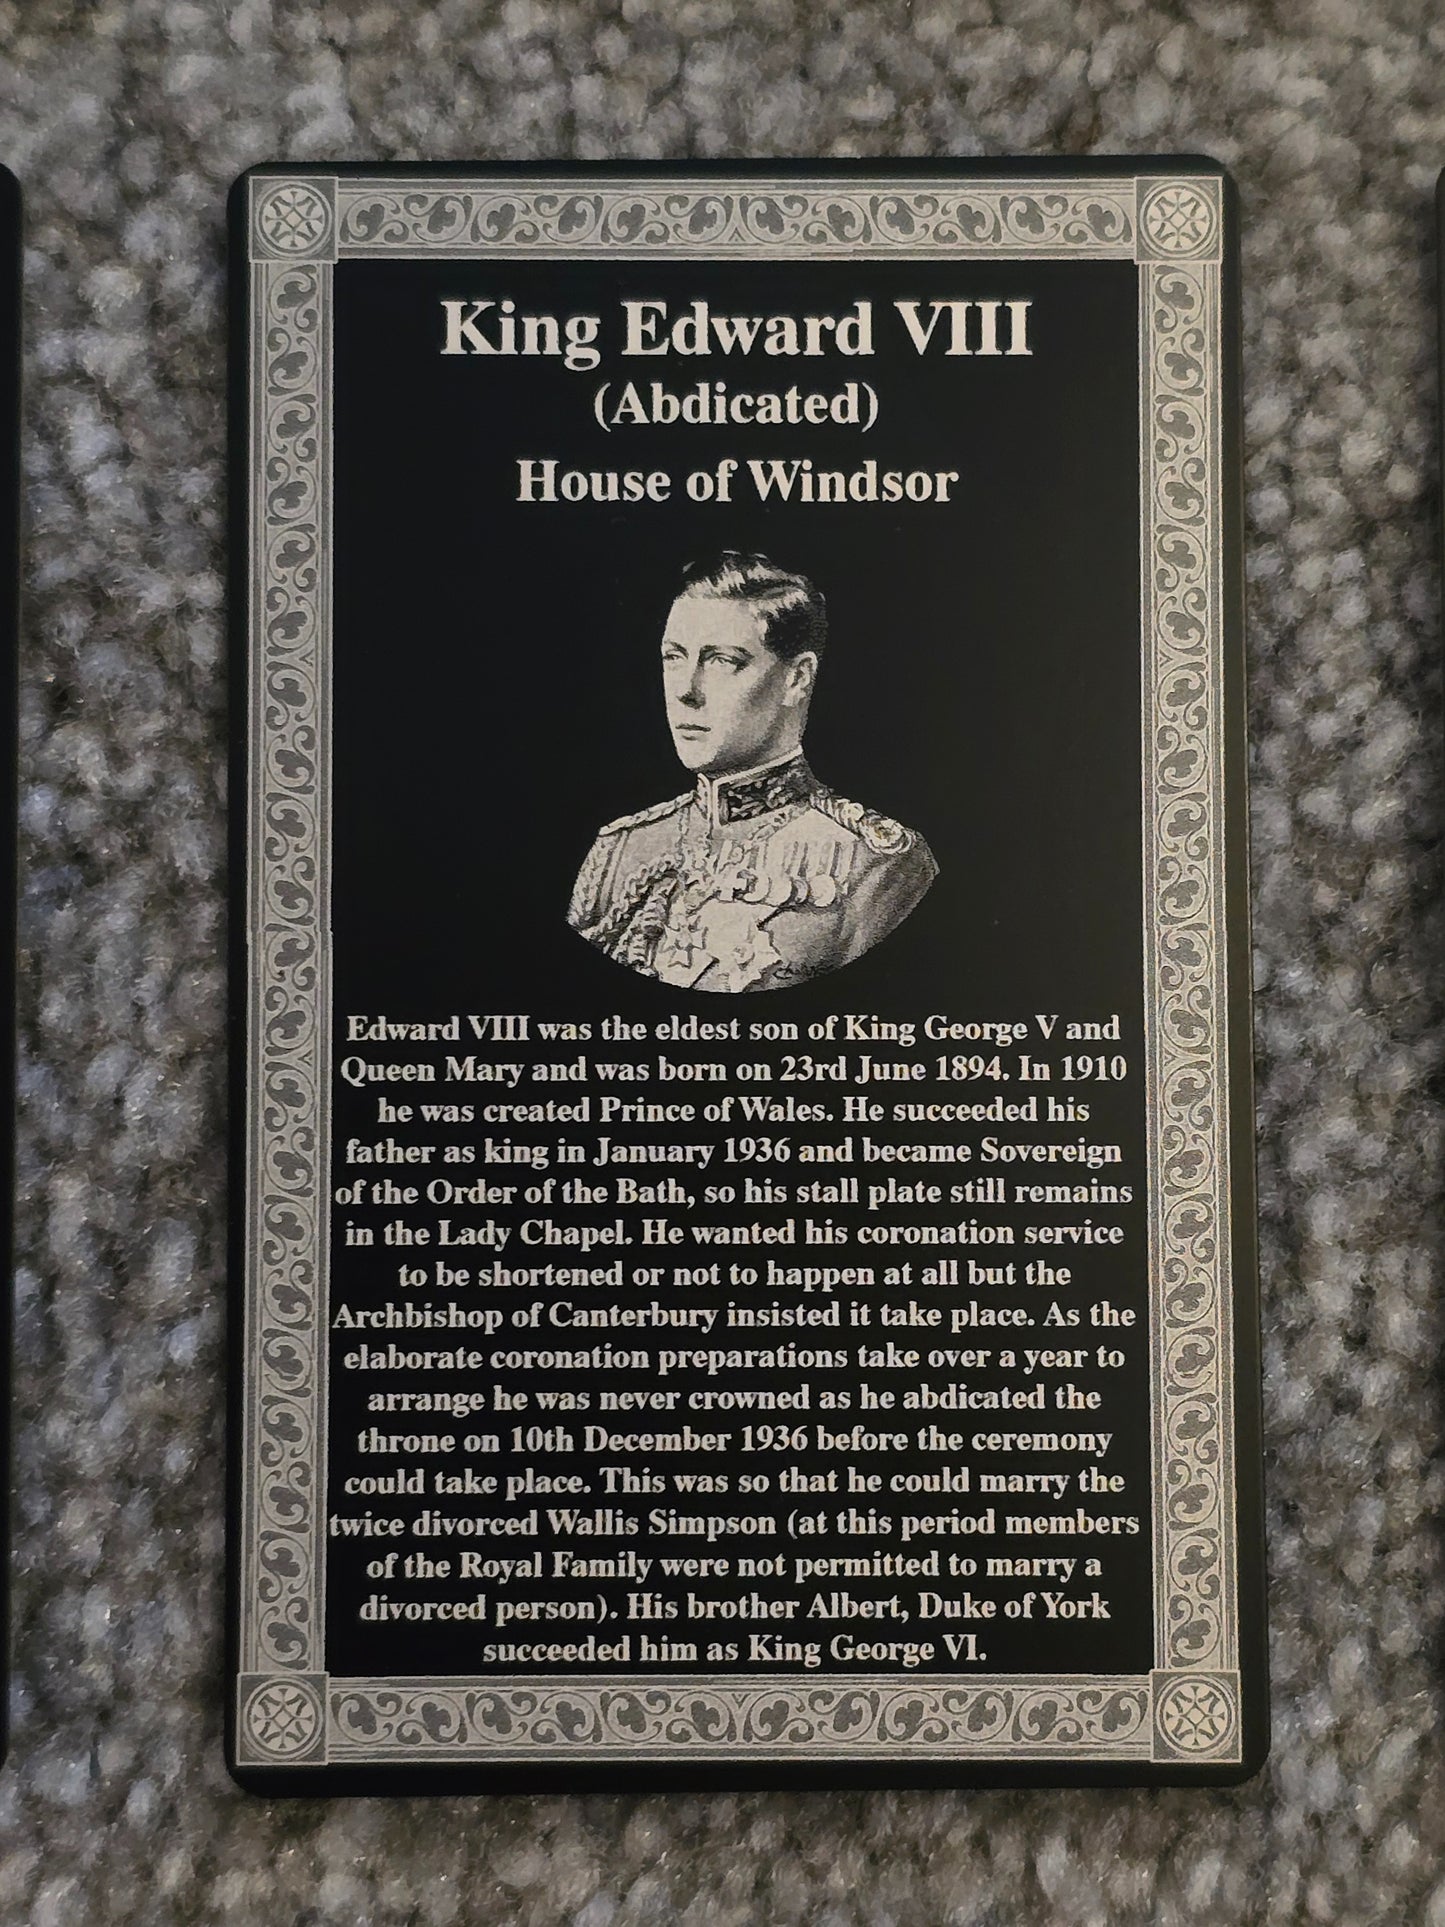 King Edward VIII
(Abdicated)
House of Windsor
Edward VIII was the eldest son of King George V and
Queen Mary and was born on 23rd June 1894. In 1910
he was created Prince of Wales. He succeeded his
father as king in January 1936 and became Sovereign
of the Order of the Bath, so his stall plate still remains
in the Lady Chapel. He wanted his coronation service
to be shortened or not to happen at all but the
Archbishop of Canterbury insisted it take place. As the
elaborate coronation preparations take over a year to
arrange he was never crowned as he abdicated the
throne on 10th December 1936 before the ceremony
could take place. This was so that he could marry the
twice divorced Wallis Simpson (at this period members
of the Royal Family were not permitted to marry a
divorced person). His brother Albert, Duke of York
succeeded him as King George VI.